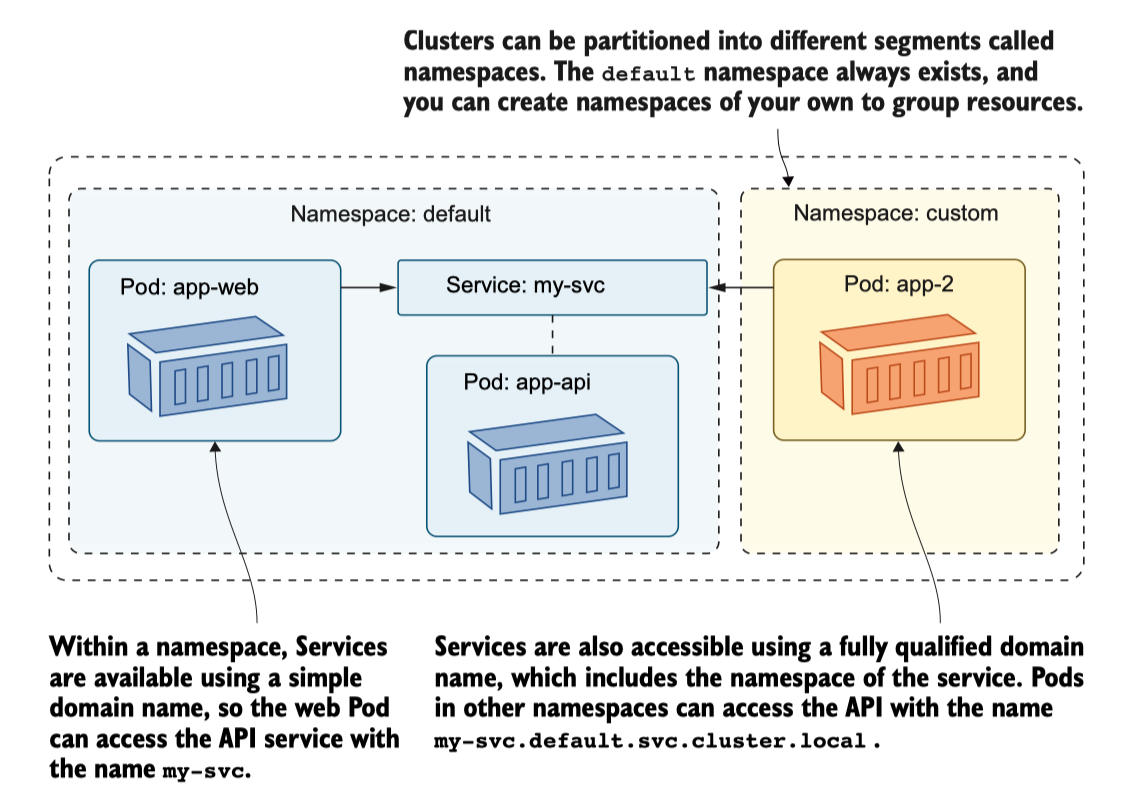 Clusters can be partitioned into different segments called
namespaces. The default namespace always exists, and
you can create namespaces of your own to group resources.
Namespace: default
Namespace: custom
Pod: app-web
Service: my-svc
Pod: app-2
Pod: app-api
Within a namespace, Services
are available using a simple
domain name, so the web Pod
can access the API service with
the name my-svc.
Services are also accessible using a fully qualified domain
name, which includes the namespace of the service. Pods
in other namespaces can access the API with the name
my-svc.default.svc.cluster.local .